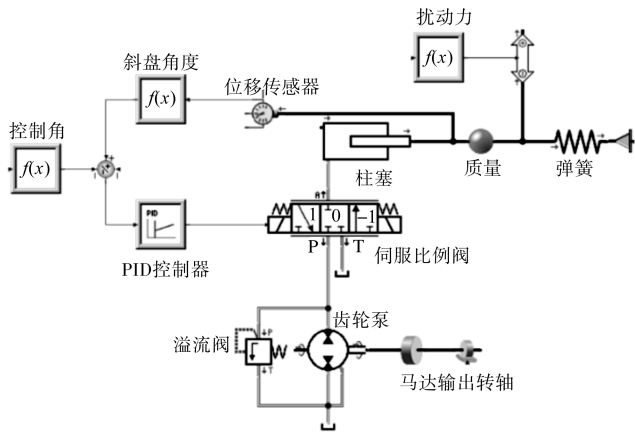 扰动力
f(x)
斜盘角度
f(x)
位移传感器
控制角
f(x)
柱塞
质量
弹簧
A
PID
1
0
-1
P
T
伺服比例阀
PID控制器
齿轮泵
溢流阀
P
T
马达输出转轴